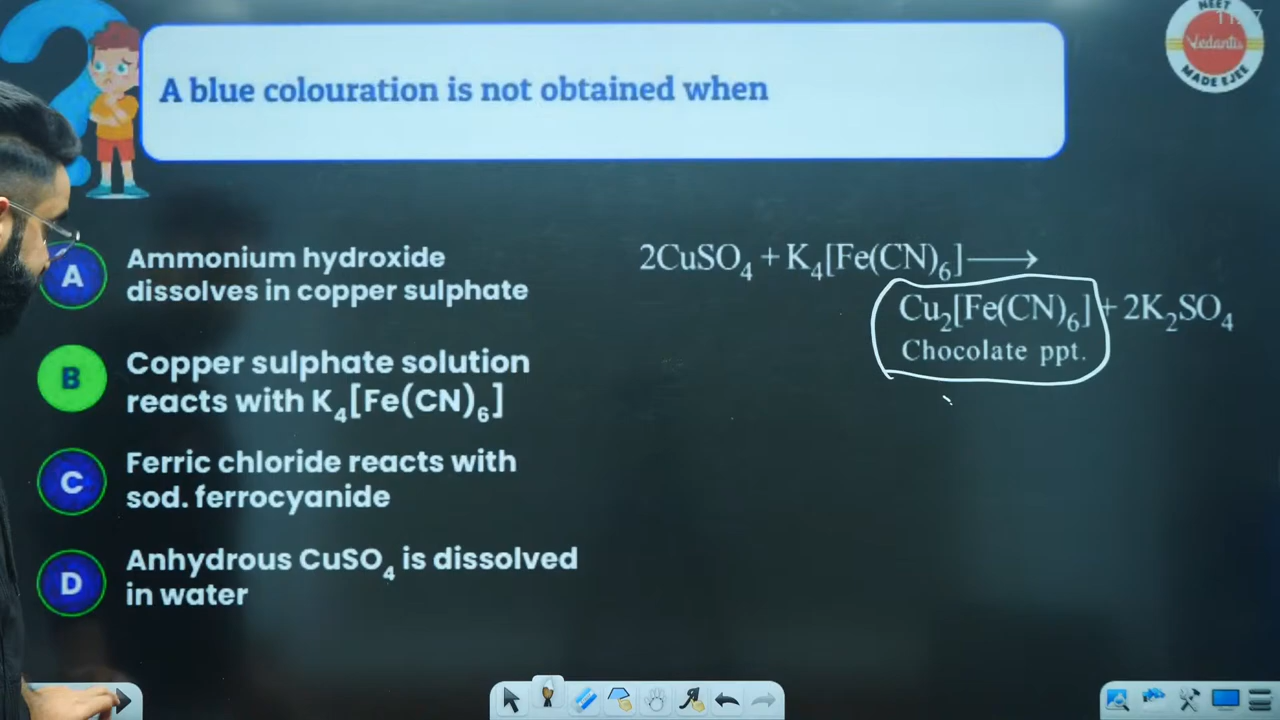 A blue colouration is not obtained when
NEET
Vedantu
MADE EJEE
A
Ammonium hydroxide
dissolves in copper sulphate
B
Copper sulphate solution
reacts with K₄[Fe(CN)₆]
C
Ferric chloride reacts with
sod. ferrocyanide
D
Anhydrous CuSO₄ is dissolved
in water
2CuSO₄ + K₄[Fe(CN)₆]⟶
Cu₂[Fe(CN)₆] + 2K₂SO₄
Chocolate ppt.